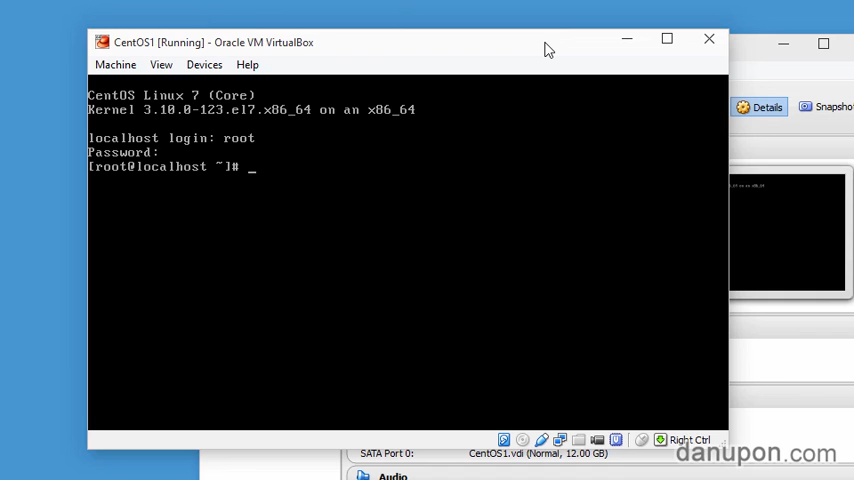 CentOS1 [Running] - Oracle VM VirtualBox
Machine View Devices Help
CentOS Linux 7 (Core)
Kernel 3.10.0-123.el7.x86_64 on an x86_64
localhost login: root
Password:
[root@localhost ~]# _
Details
Snapsho
Right Ctrl
SATA Port 0: CentOS1.vdi (Normal, 12.00 GB)
Audio
danupon.com